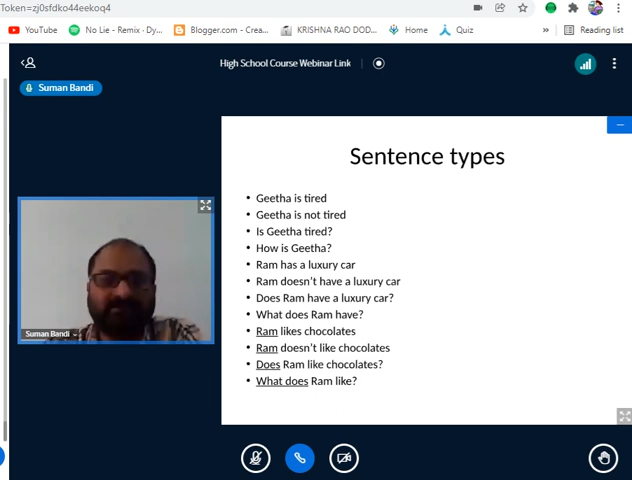 Token=zj0sfdko44eekoq4
YouTube
No Lie - Remix · Dy...
Blogger.com - Crea...
KRISHNA RAO DOD...
Home
Quiz
»
Reading list
High School Course Webinar Link
Suman Bandi
Sentence types
• Geetha is tired
• Geetha is not tired
• Is Geetha tired?
• How is Geetha?
• Ram has a luxury car
• Ram doesn't have a luxury car
• Does Ram have a luxury car?
• What does Ram have?
• Ram likes chocolates
• Ram doesn't like chocolates
• Does Ram like chocolates?
• What does Ram like?
Suman Bandi